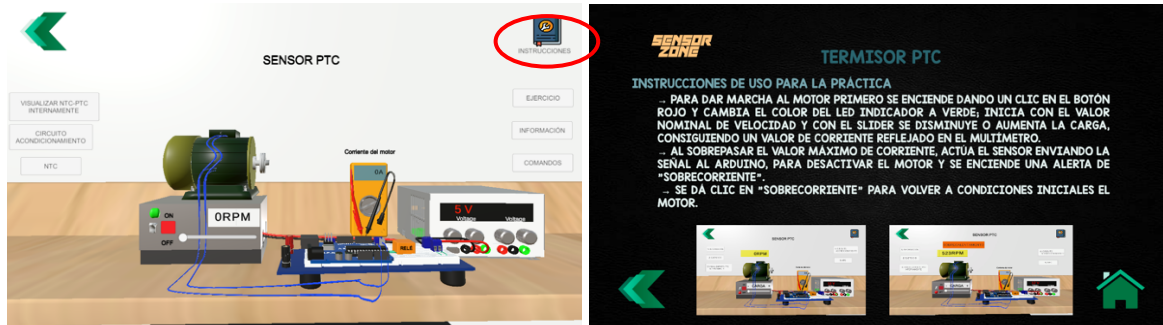 INSTRUCCIONES
SENSOR PTC
VISUALIZAR NTC-PTC
INTERNAMENTE
CIRCUITO
ACONDICIONAMIENTO
NTC
EJERCICIO
INFORMACIÓN
COMANDOS
Corriente del motor
0A
ON
OFF
0RPM
5 V
Voltage
Voltage
RELE
SENSOR
ZONE
TERMISOR PTC
INSTRUCCIONES DE USO PARA LA PRÁCTICA
→ PARA DAR MARCHA AL MOTOR PRIMERO SE ENCIENDE DANDO UN CLIC EN EL BOTÓN
ROJO Y CAMBIA EL COLOR DEL LED INDICADOR A VERDE; INICIA CON EL VALOR
NOMINAL DE VELOCIDAD Y CON EL SLIDER SE DISMINUYE O AUMENTA LA CARGA,
CONSIGUIENDO UN VALOR DE CORRIENTE REFLEJADO EN EL MULTÍMETRO.
→ AL SOBREPASAR EL VALOR MÁXIMO DE CORRIENTE, ACTÚA EL SENSOR ENVIANDO LA
SEÑAL AL ARDUINO, PARA DESACTIVAR EL MOTOR Y SE ENCIENDE UNA ALERTA DE
"SOBRECORRIENTE".
→ SE DÁ CLIC EN "SOBRECORRIENTE" PARA VOLVER A CONDICIONES INICIALES EL
MOTOR.
SENSOR PTC
0RPM
SENSOR PTC